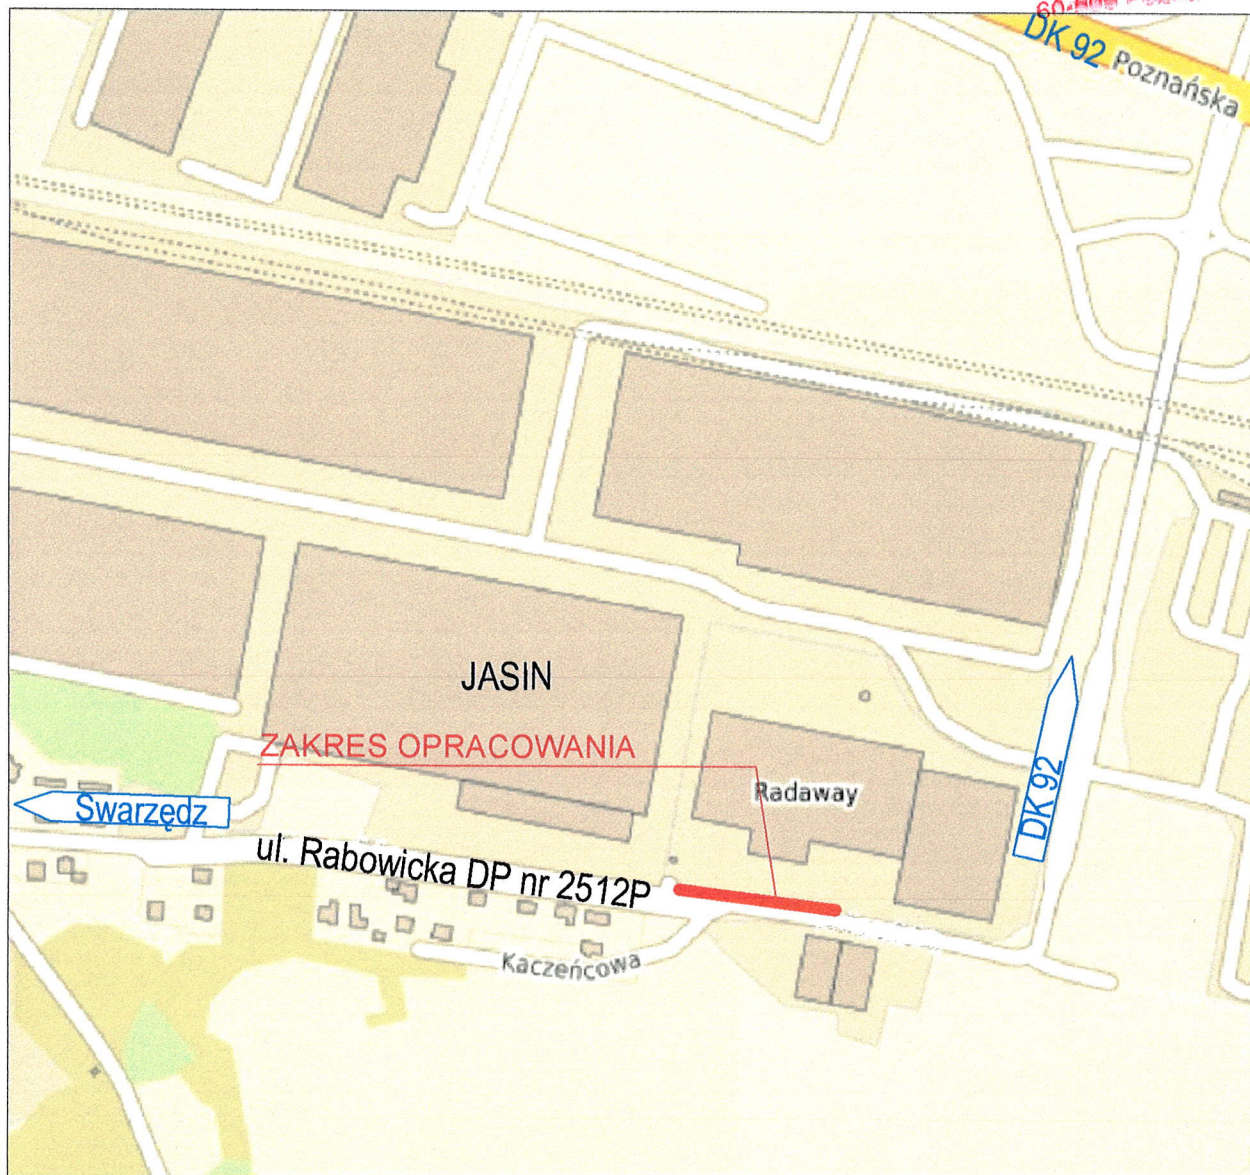 DK 92 Poznańska
JASIN
ZAKRES OPRACOWANIA
Radaway
DK 92
Swarzędz
ul. Rabowicka DP nr 2512P
Kaczeńcowa